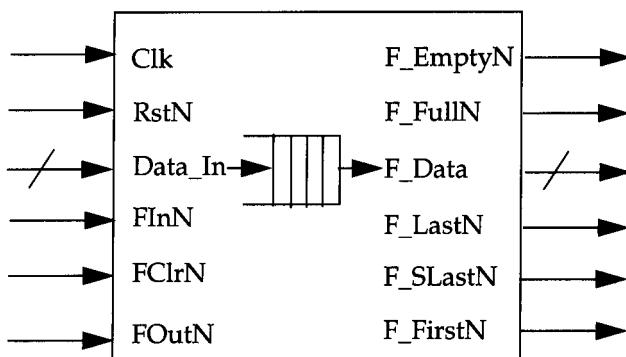 Clk F_EmptyN
RstN F_FullN
Data_In F_Data
FInN F_LastN
FClrN F_SLastN
FOutN F_FirstN